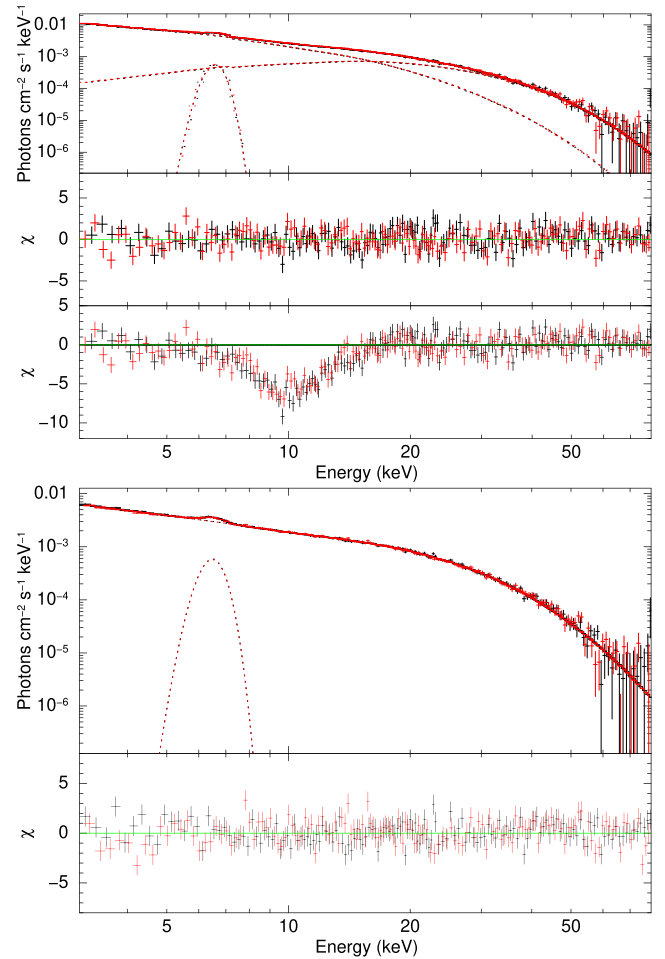 Photons cm⁻² s⁻¹ keV⁻¹
0.01
10⁻³
10⁻⁴
10⁻⁵
10⁻⁶
χ
5
0
−5
χ
5
0
−5
−10
5 10 20 50
Energy (keV)
Photons cm⁻² s⁻¹ keV⁻¹
0.01
10⁻³
10⁻⁴
10⁻⁵
10⁻⁶
χ
5
0
−5
5 10 20 50
Energy (keV)